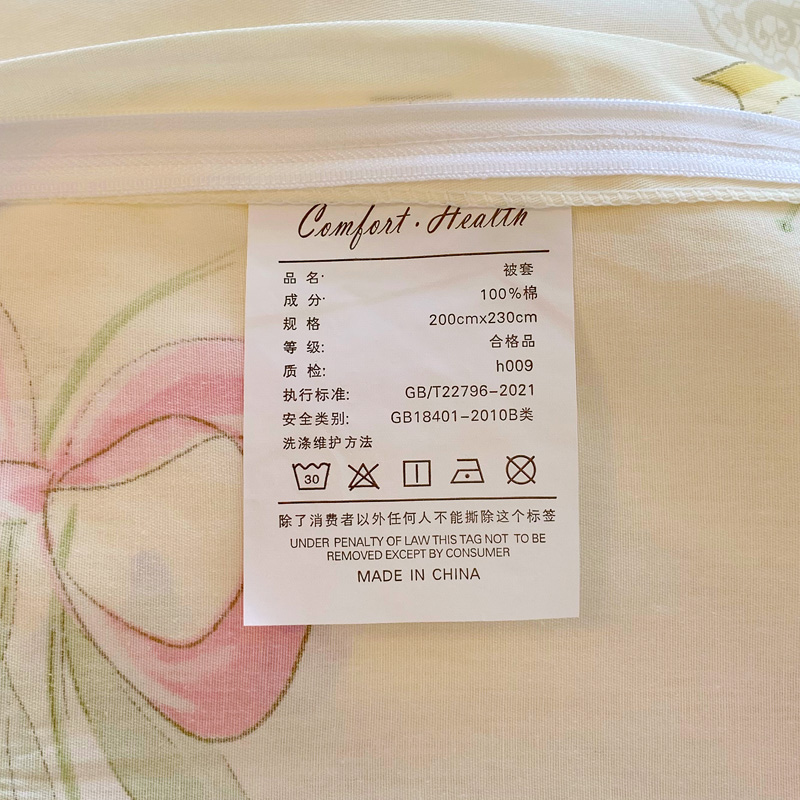 Comfort · Health
品 名· 被套
成 分· 100%棉
规 格 200cmx230cm
等 级: 合格品
质 检: h009
执行标准: GB/T22796-2021
安全类别: GB18401-2010B类
洗涤维护方法
30
除了消费者以外任何人不能撕除这个标签
UNDER PENALTY OF LAW THIS TAG NOT TO BE
REMOVED EXCEPT BY CONSUMER
MADE IN CHINA